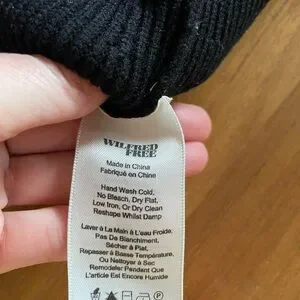 WILFRED
FREE
Made in China
Fabriqué en Chine
Hand Wash Cold,
No Bleach, Dry Flat,
Low Iron, Or Dry Clean
Reshape Whilst Damp
Laver À La Main À L'eau Froide,
Pas De Blanchiment,
Sécher à Plat,
Repasser à Basse Température,
Ou Nettoyer à Sec
Remodeler Pendant Que
L'article Est Encore Humide
P